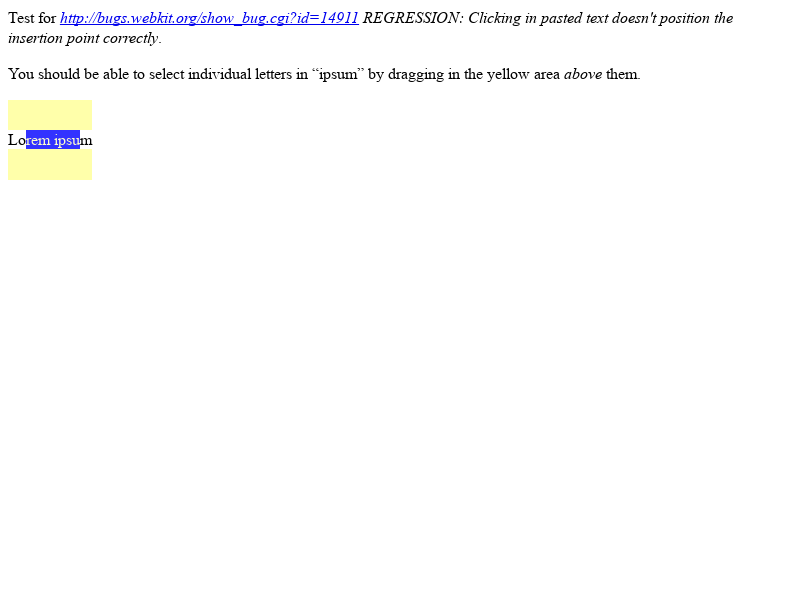 Test for http://bugs.webkit.org/show_bug.cgi?id=14911 REGRESSION: Clicking in pasted text doesn't position the
insertion point correctly.
You should be able to select individual letters in “ipsum” by dragging in the yellow area above them.
Lorem ipsum